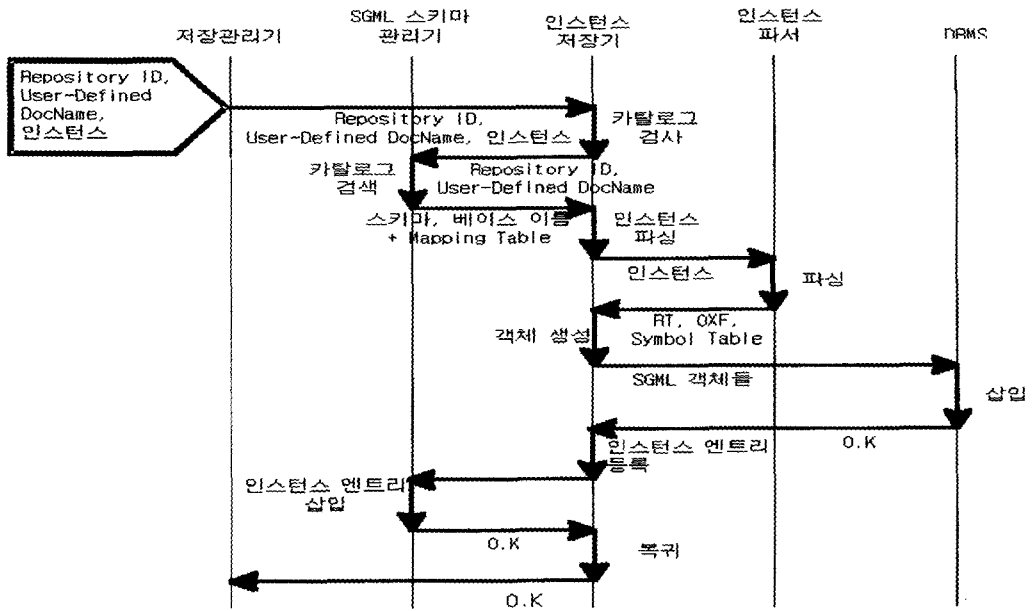 저장관리기
SGML 스키마
관리기
인스턴스
저장기
인스턴스
파서
DBMS
Repository ID,
User-Defined
DocName,
인스턴스
Repository ID,
User-Defined DocName, 인스턴스
카탈로그
검사
카탈로그
검색
Repository ID,
User-Defined DocName
스키마, 베이스 이름
+ Mapping Table
인스턴스
파싱
인스턴스
파싱
객체 생성
RT, OXF,
Symbol Table
SGML 객체들
삽입
O.K
인스턴스 엔트리
등록
인스턴스 엔트리
삽입
O.K
복귀
O.K